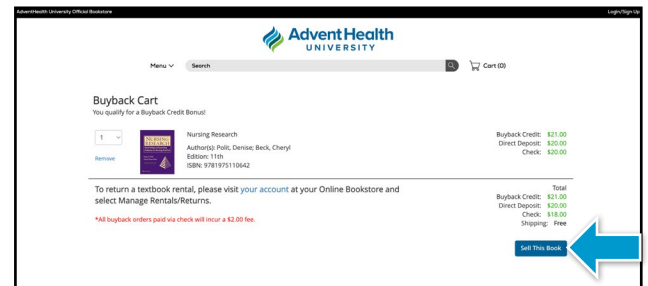 AdventHealth University Official Bookstore
Login/Sign Up
AdventHealth
UNIVERSITY
Menu
Search
Cart (0)
Buyback Cart
You qualify for a Buyback Credit Bonus!
1
Remove
NURSING
RESEARCH
Nursing Research
Author(s): Polit, Denise; Beck, Cheryl
Edition: 11th
ISBN: 9781975110642
Buyback Credit: $21.00
Direct Deposit: $20.00
Check: $20.00
To return a textbook rental, please visit your account at your Online Bookstore and
select Manage Rentals/Returns.
*All buyback orders paid via check will incur a $2.00 fee.
Total
Buyback Credit: $21.00
Direct Deposit: $20.00
Check: $18.00
Shipping: Free
Sell This Book